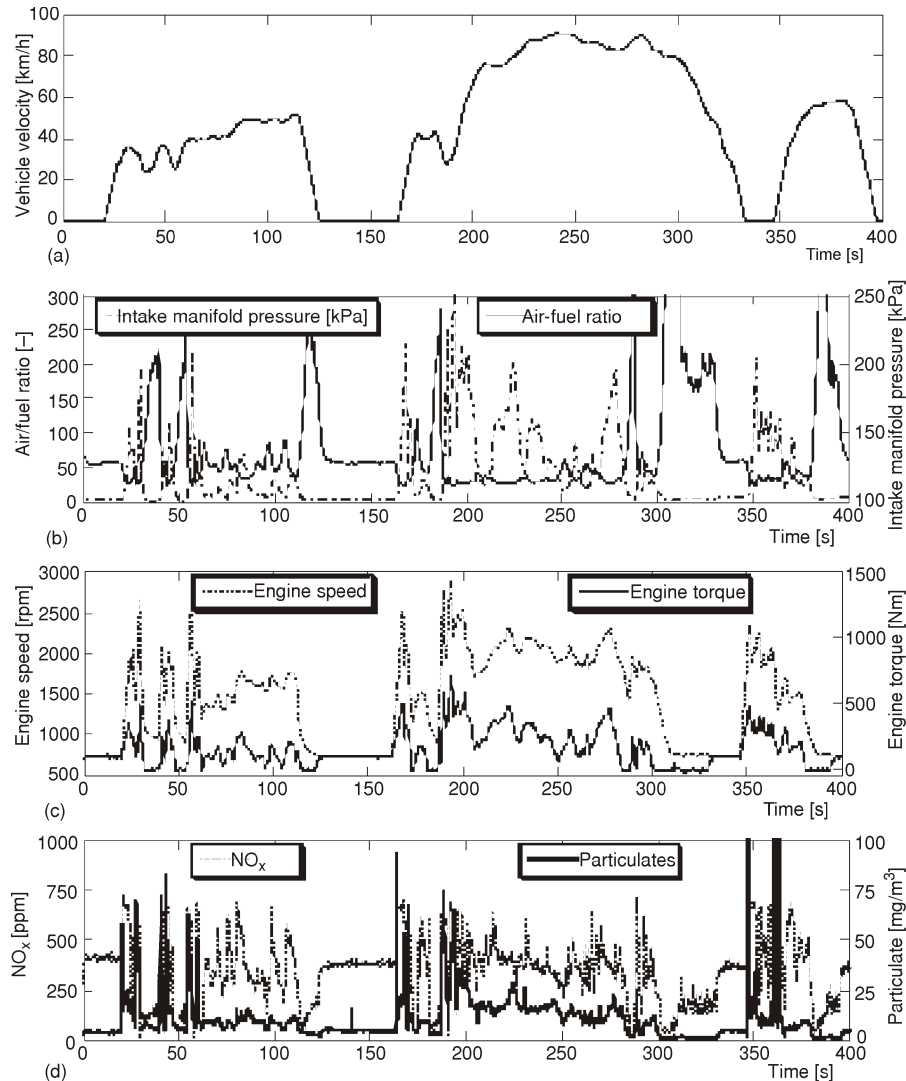 100
80
60
40
20
0
Vehicle velocity [km/h]
0 50 100 150 200 250 300 350 400
Time [s]
(a)
300
250
200
150
100
50
0
Air/fuel ratio [–]
Intake manifold pressure [kPa]
Air-fuel ratio
250
200
150
100
Intake manifold pressure [kPa]
0 50 100 150 200 250 300 350 400
Time [s]
(b)
3000
2500
2000
1500
1000
500
Engine speed [rpm]
Engine speed
Engine torque
1500
1000
500
0
Engine torque [Nm]
0 50 100 150 200 250 300 350 400
Time [s]
(c)
1000
750
500
250
0
NOx [ppm]
NOx
Particulates
100
75
50
25
0
Particulate [mg/m³]
0 50 100 150 200 250 300 350 400
Time [s]
(d)